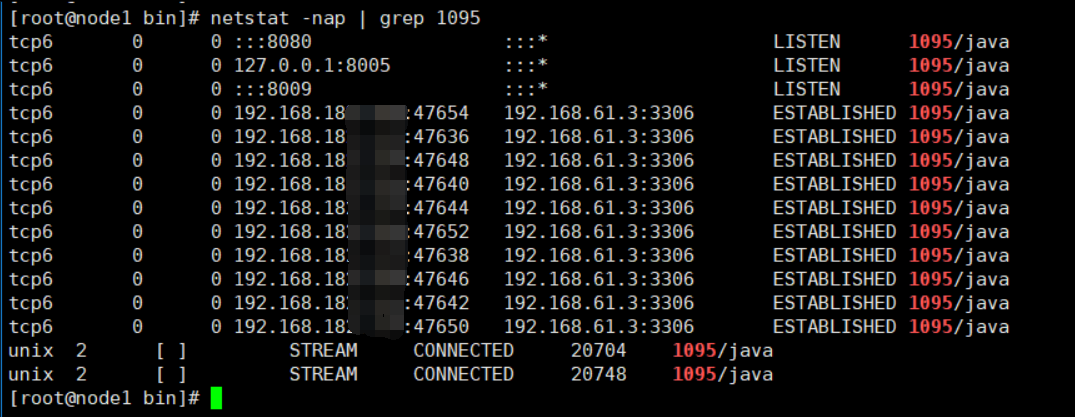 [root@node1 bin]# netstat -nap | grep 1095
tcp6 0 0 :::8080 :::* LISTEN 1095/java
tcp6 0 0 127.0.0.1:8005 :::* LISTEN 1095/java
tcp6 0 0 :::8009 :::* LISTEN 1095/java
tcp6 0 0 192.168.18 :47654 192.168.61.3:3306 ESTABLISHED 1095/java
tcp6 0 0 192.168.18 :47636 192.168.61.3:3306 ESTABLISHED 1095/java
tcp6 0 0 192.168.18 :47648 192.168.61.3:3306 ESTABLISHED 1095/java
tcp6 0 0 192.168.18 :47640 192.168.61.3:3306 ESTABLISHED 1095/java
tcp6 0 0 192.168.18 :47644 192.168.61.3:3306 ESTABLISHED 1095/java
tcp6 0 0 192.168.18 :47652 192.168.61.3:3306 ESTABLISHED 1095/java
tcp6 0 0 192.168.18 :47638 192.168.61.3:3306 ESTABLISHED 1095/java
tcp6 0 0 192.168.18 :47646 192.168.61.3:3306 ESTABLISHED 1095/java
tcp6 0 0 192.168.18 :47642 192.168.61.3:3306 ESTABLISHED 1095/java
tcp6 0 0 192.168.18 :47650 192.168.61.3:3306 ESTABLISHED 1095/java
unix 2 [ ] STREAM CONNECTED 20704 1095/java
unix 2 [ ] STREAM CONNECTED 20748 1095/java
[root@node1 bin]#